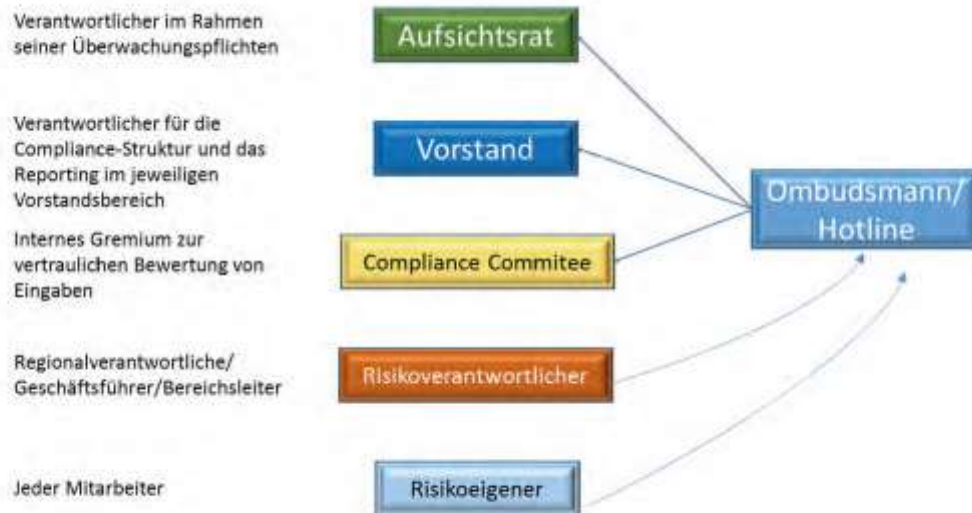 Verantwortlicher im Rahmen
seiner Überwachungspflichten
Aufsichtsrat
Verantwortlicher für die
Compliance-Struktur und das
Reporting im jeweiligen
Vorstandsbereich
Vorstand
Ombudsmann/
Hotline
Internes Gremium zur
vertraulichen Bewertung von
Eingaben
Compliance Commitee
Regionalverantwortliche/
Geschäftsführer/Bereichsleiter
Risikoverantwortlicher
Jeder Mitarbeiter
Risikoeigener